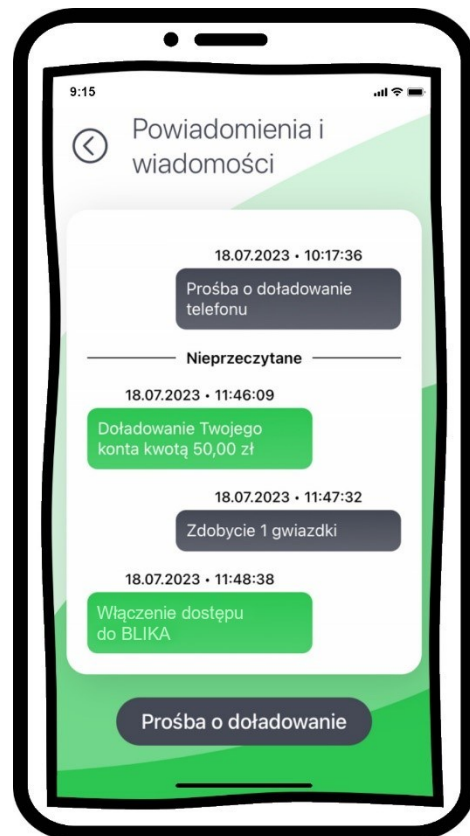 9:15
Powiadomienia i
wiadomości
18.07.2023 • 10:17:36
Prośba o doładowanie
telefonu
Nieprzeczytane
18.07.2023 • 11:46:09
Doładowanie Twojego
konta kwotą 50,00 zł
18.07.2023 • 11:47:32
Zdobycie 1 gwiazdki
18.07.2023 • 11:48:38
Włączenie dostępu
do BLIKA
Prośba o doładowanie